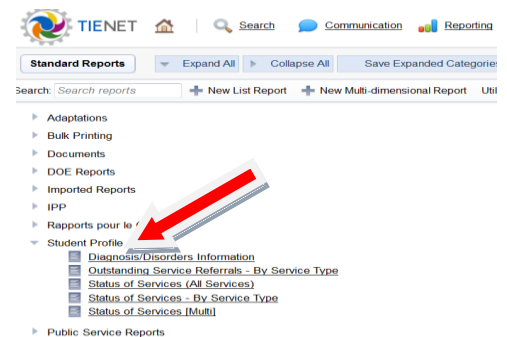 TIENET Search Communication Reporting
Standard Reports Expand All Collapse All Save Expanded Categories
Search: Search reports New List Report New Multi-dimensional Report Util
Adaptations
Bulk Printing
Documents
DOE Reports
Imported Reports
IPP
Rapports pour le
Student Profile
Diagnosis/Disorders Information
Outstanding Service Referrals - By Service Type
Status of Services (All Services)
Status of Services - By Service Type
Status of Services [Multi]
Public Service Reports